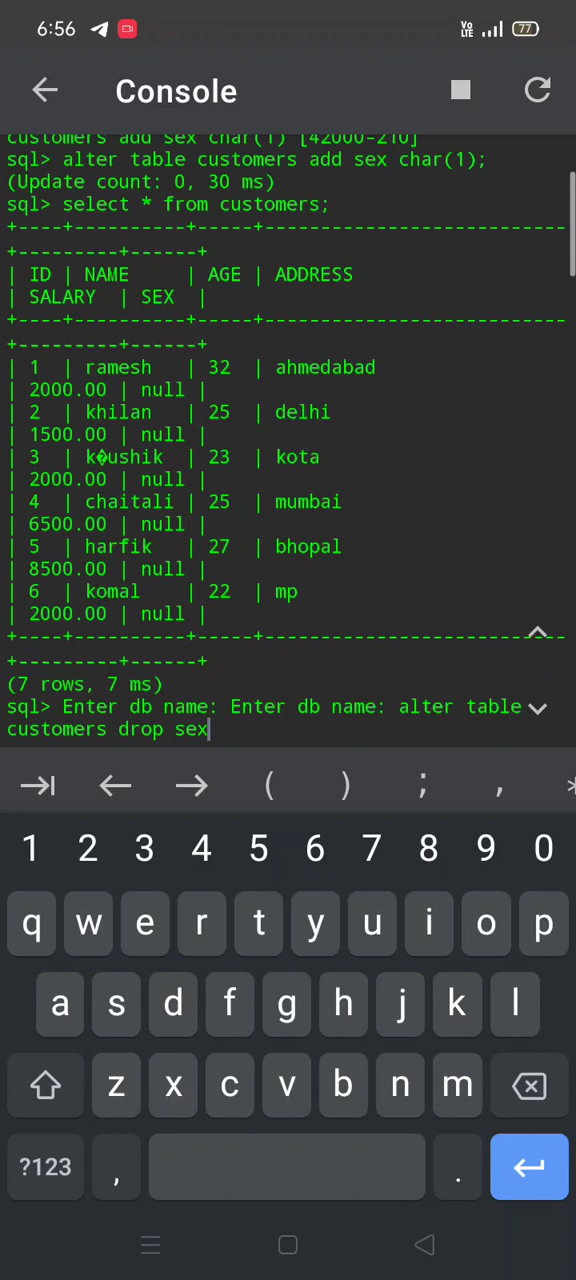 6:56 Vo LTE 77
Console
customers add sex char(1) [42000-210]
sql> alter table customers add sex char(1);
(Update count: 0, 30 ms)
sql> select * from customers;
+----+----------+-----+---------------------------
+---------+------+
| ID | NAME     | AGE | ADDRESS
| SALARY  | SEX  |
+----+----------+-----+---------------------------
+---------+------+
| 1  | ramesh   | 32  | ahmedabad
| 2000.00 | null |
| 2  | khilan   | 25  | delhi
| 1500.00 | null |
| 3  | k�ushik  | 23  | kota
| 2000.00 | null |
| 4  | chaitali | 25  | mumbai
| 6500.00 | null |
| 5  | harfik   | 27  | bhopal
| 8500.00 | null |
| 6  | komal    | 22  | mp
| 2000.00 | null |
+----+----------+-----+---------------------------
+---------+------+
(7 rows, 7 ms)
sql> Enter db name: Enter db name: alter table
customers drop sex
( ) ; , *
1 2 3 4 5 6 7 8 9 0
q w e r t y u i o p
a s d f g h j k l
z x c v b n m
?123 , .